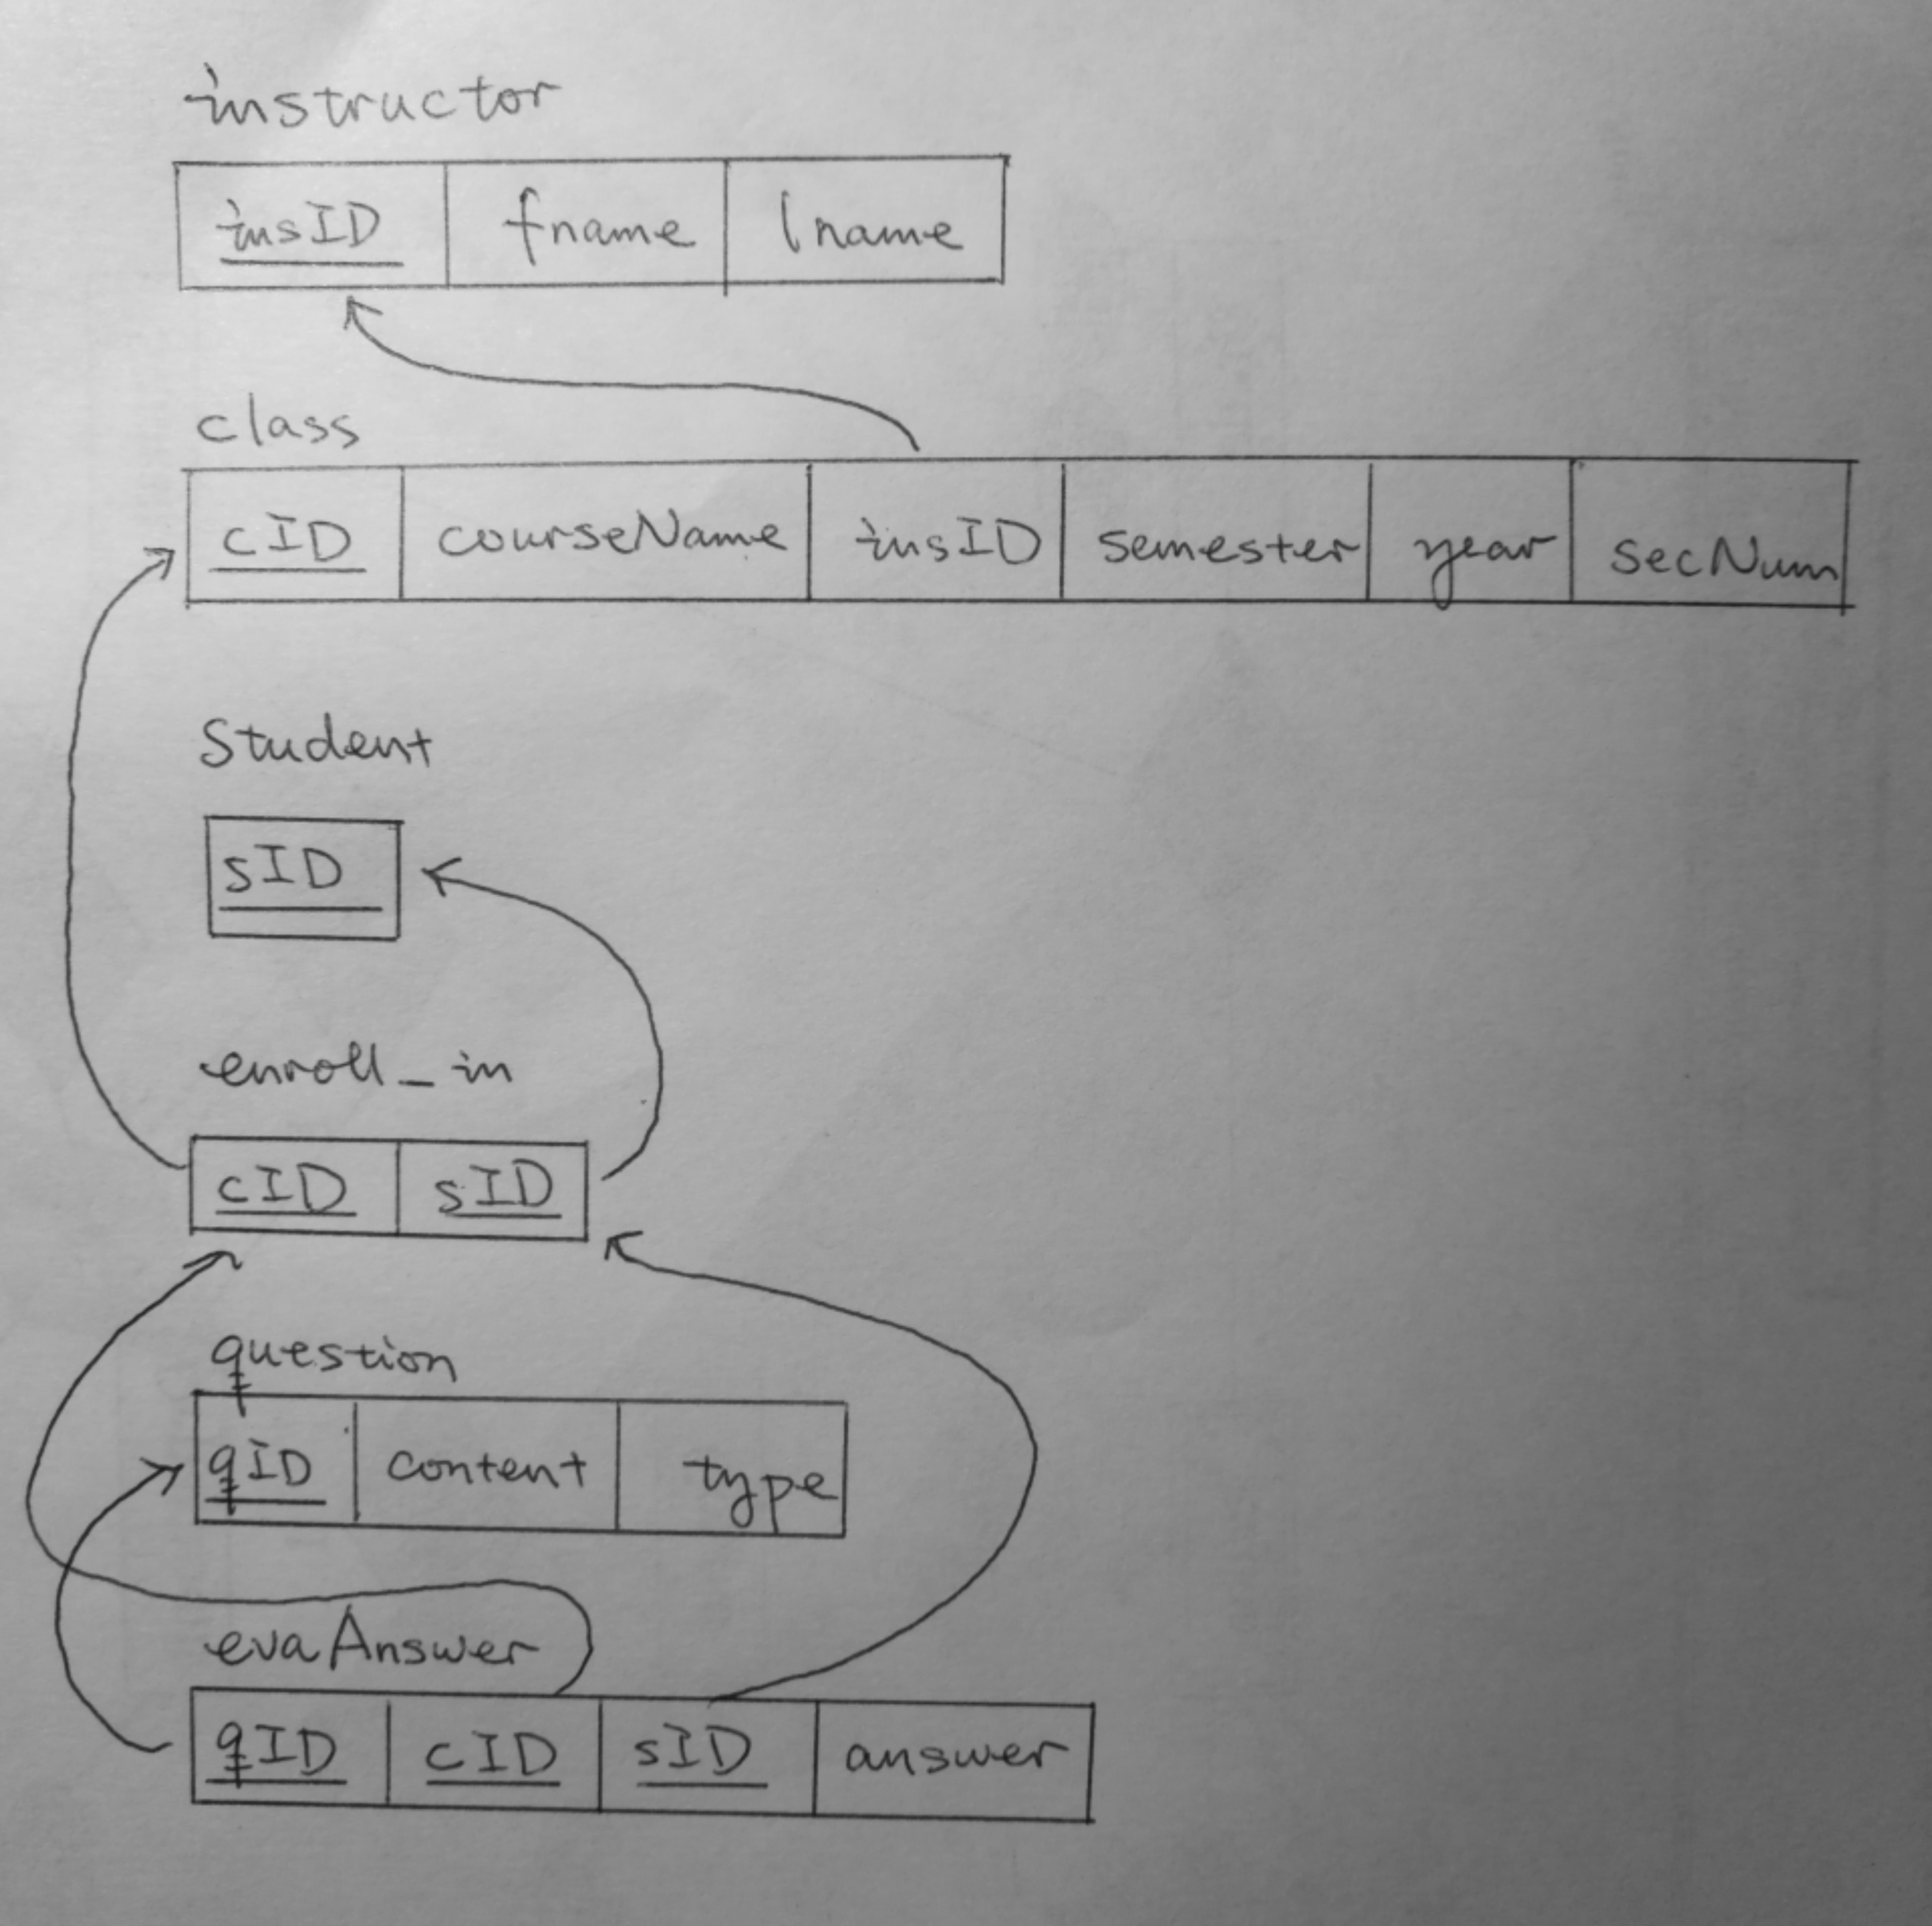 instructor
insID fname lname
class
cID courseName insID semester year secNum
Student
sID
enroll_in
cID sID
question
qID content type
evaAnswer
qID cID sID answer